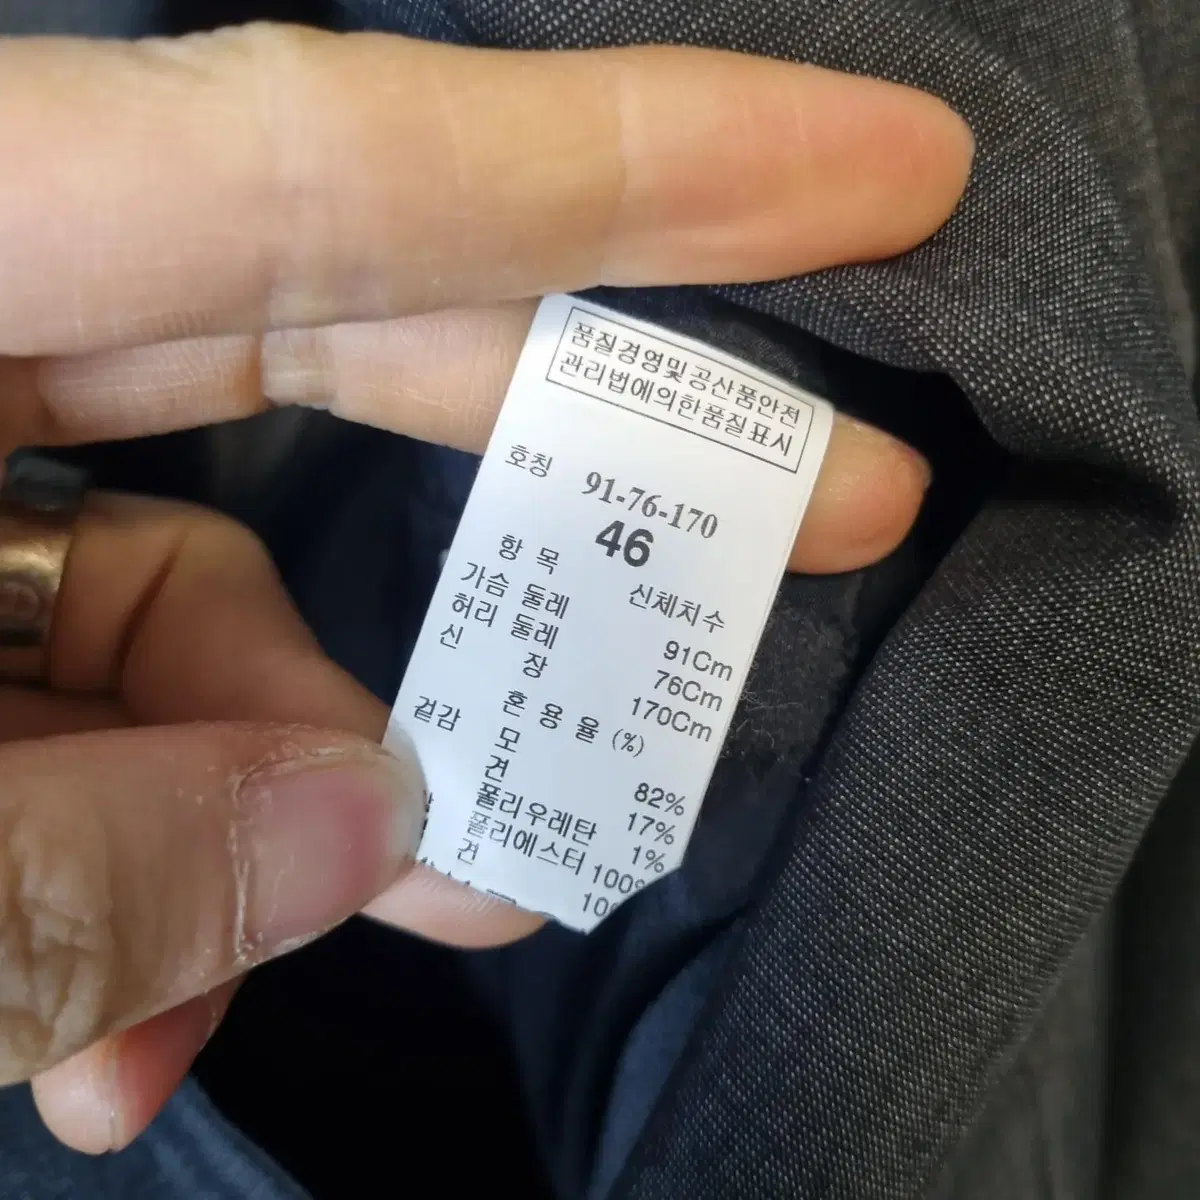 품질경영및공산품안전
관리법에의한품질표시
호칭 91-76-170
46
항 목 신체치수
가슴 둘레 91Cm
허리 둘레 76Cm
신 장 170Cm
혼 용 율 (%)
겉감 모 82%
견 17%
폴리우레탄 1%
폴리에스터 100%
견 100